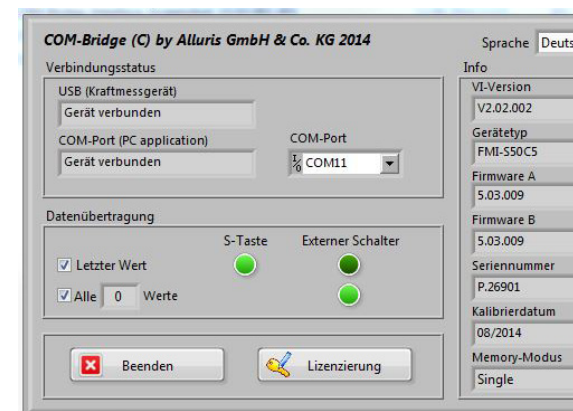 COM-Bridge (C) by Alluris GmbH & Co. KG 2014
Sprache Deuts
Verbindungsstatus
USB (Kraftmessgerät)
Gerät verbunden
COM-Port (PC application)
Gerät verbunden
COM-Port
I/O COM11
Datenübertragung
S-Taste Externer Schalter
Letzter Wert
Alle 0 Werte
Beenden
Lizenzierung
Info
VI-Version
V2.02.002
Gerätetyp
FMI-S50C5
Firmware A
5.03.009
Firmware B
5.03.009
Seriennummer
P.26901
Kalibrierdatum
08/2014
Memory-Modus
Single